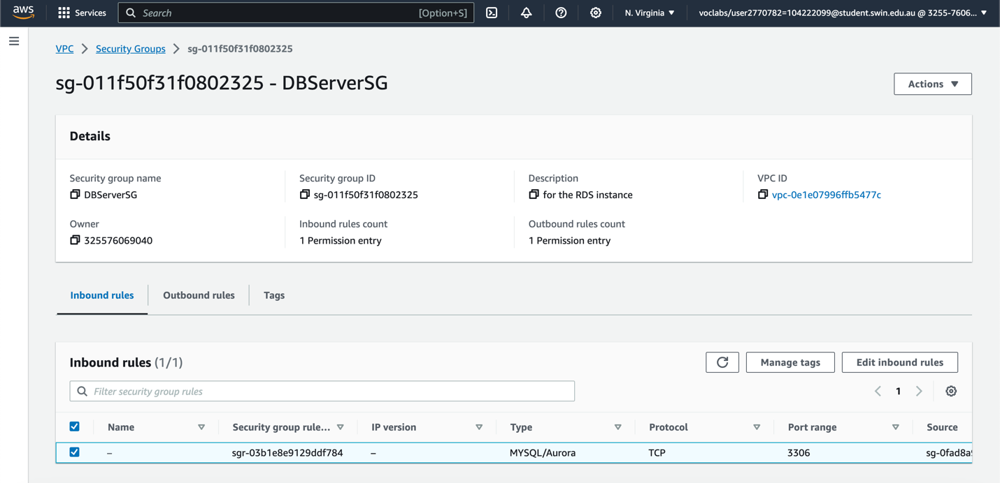 aws Services Search [Option+S] N. Virginia voclabs/user2770782=104222099@student.swin.edu.au @ 3255-7606...
VPC Security Groups sg-011f50f31f0802325
sg-011f50f31f0802325 - DBServerSG Actions
Details
Security group name Security group ID Description VPC ID
DBServerSG sg-011f50f31f0802325 for the RDS instance vpc-0e1e07996ffb5477c
Owner Inbound rules count Outbound rules count
325576069040 1 Permission entry 1 Permission entry
Inbound rules Outbound rules Tags
Inbound rules (1/1) Manage tags Edit inbound rules
Filter security group rules 1
Name Security group rule... IP version Type Protocol Port range Source
– sgr-03b1e8e9129ddf784 – MYSQL/Aurora TCP 3306